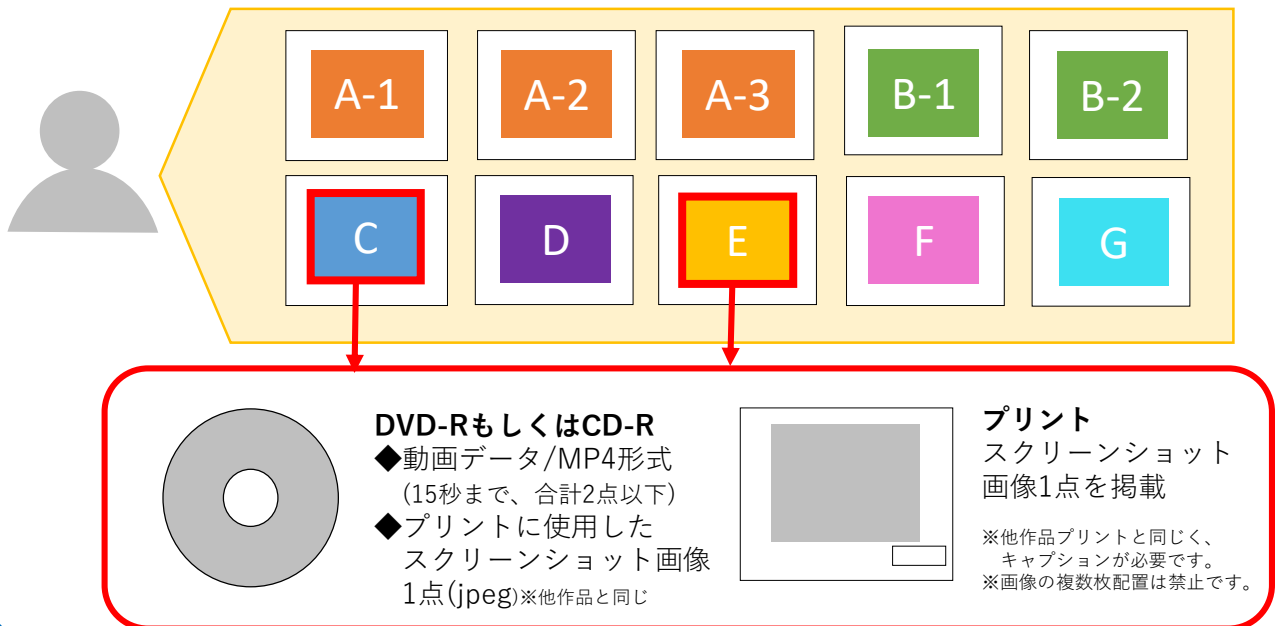 A-1
A-2
A-3
B-1
B-2
C
D
E
F
G
DVD-RもしくはCD-R
◆動画データ/MP4形式
(15秒まで、合計2点以下)
◆プリントに使用した
スクリーンショット画像
1点(jpeg)※他作品と同じ
プリント
スクリーンショット
画像1点を掲載
※他作品プリントと同じく、
キャプションが必要です。
※画像の複数枚配置は禁止です。